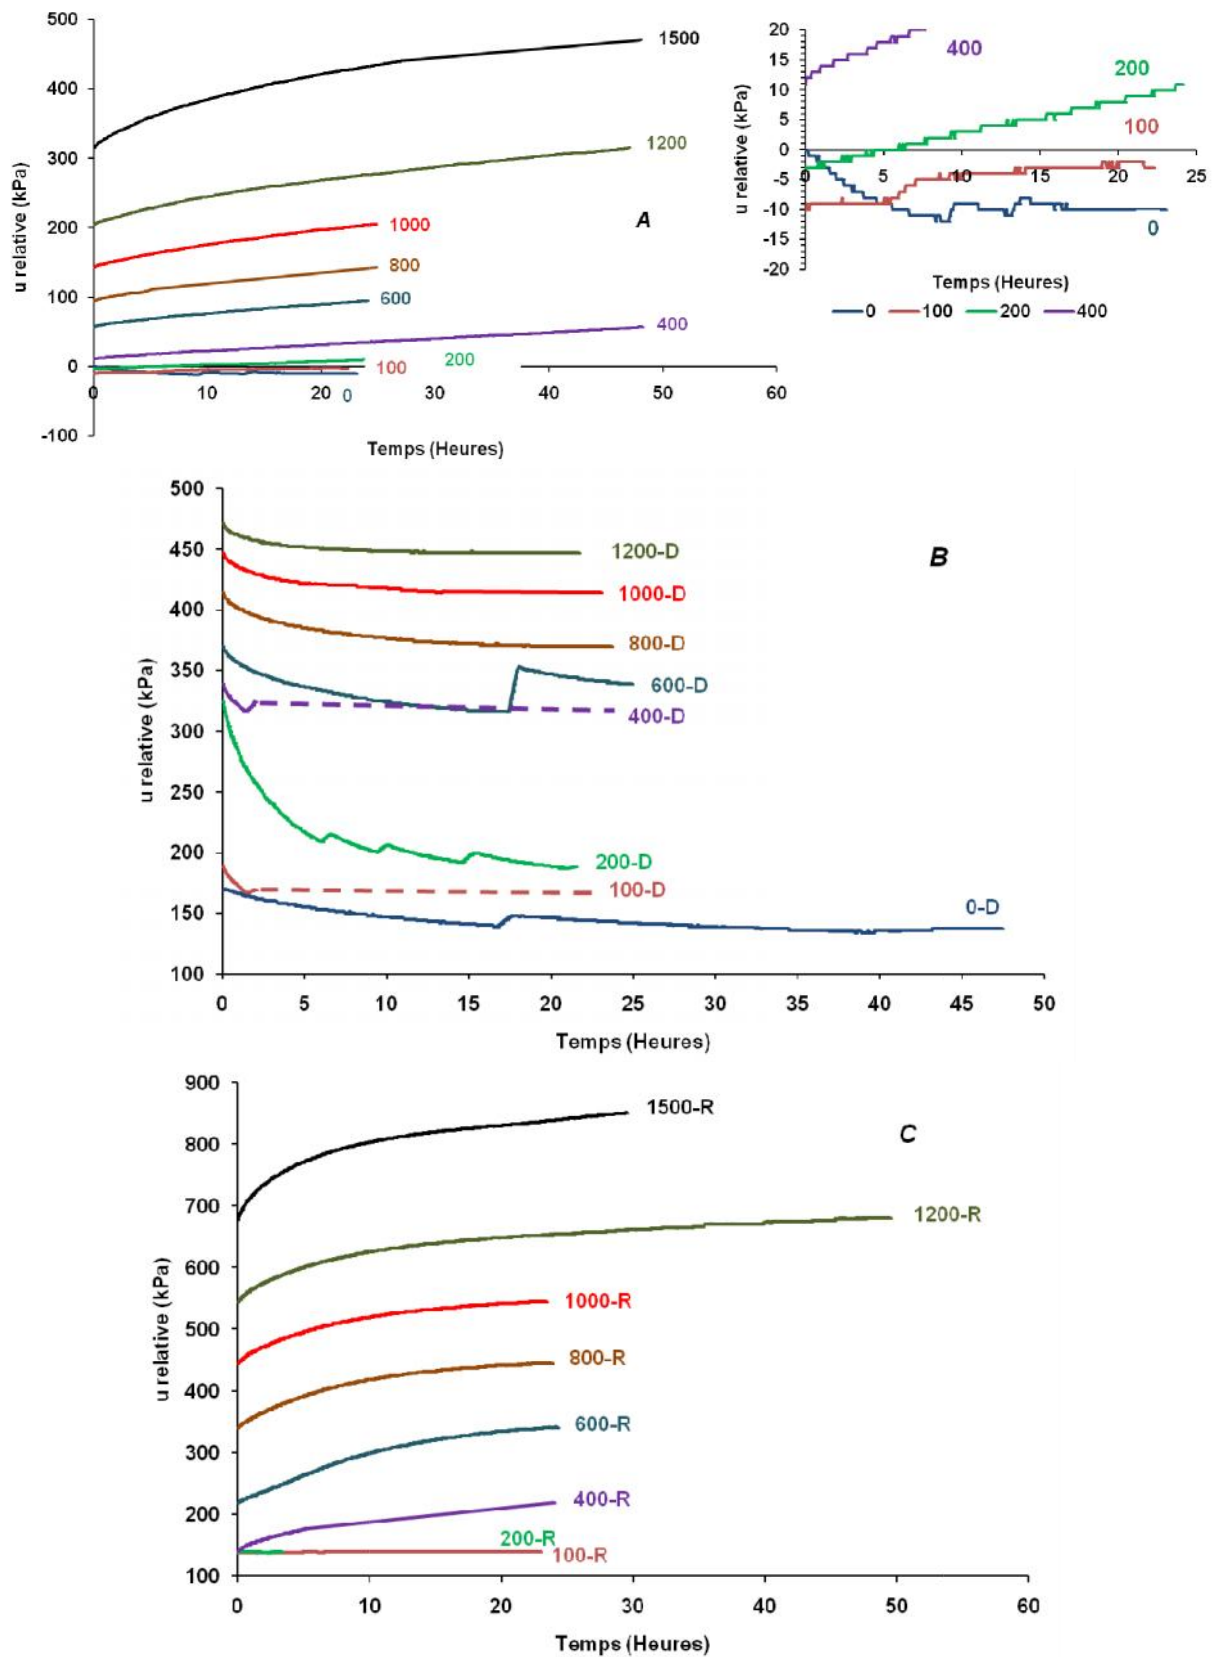 500
400
300
200
100
0
-100
u relative (kPa)
1500
1200
1000
800
600
400
200
100
0
A
0 10 20 30 40 50 60
Temps (Heures)
20
15
10
5
0
-5
-10
-15
-20
u relative (kPa)
400
200
100
0
0 5 10 15 20 25
Temps (Heures)
0 100 200 400
500
450
400
350
300
250
200
150
100
u relative (kPa)
B
1200-D
1000-D
800-D
600-D
400-D
200-D
100-D
0-D
0 5 10 15 20 25 30 35 40 45 50
Temps (Heures)
900
800
700
600
500
400
300
200
100
u relative (kPa)
C
1500-R
1200-R
1000-R
800-R
600-R
400-R
200-R
100-R
0 10 20 30 40 50 60
Temps (Heures)